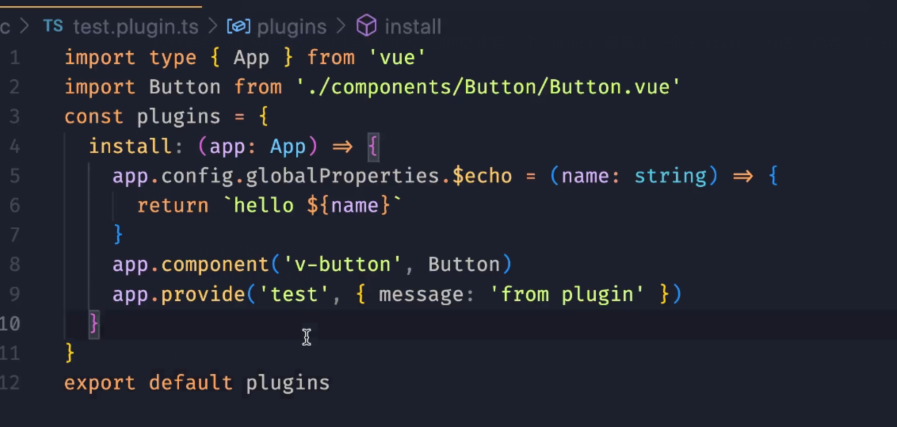 c > TS test.plugin.ts > plugins > install
1 import type { App } from 'vue'
2 import Button from './components/Button/Button.vue'
3 const plugins = {
4   install: (app: App) => {
5     app.config.globalProperties.$echo = (name: string) => {
6       return `hello ${name}`
7     }
8     app.component('v-button', Button)
9     app.provide('test', { message: 'from plugin' })
10   }
11 }
12 export default plugins